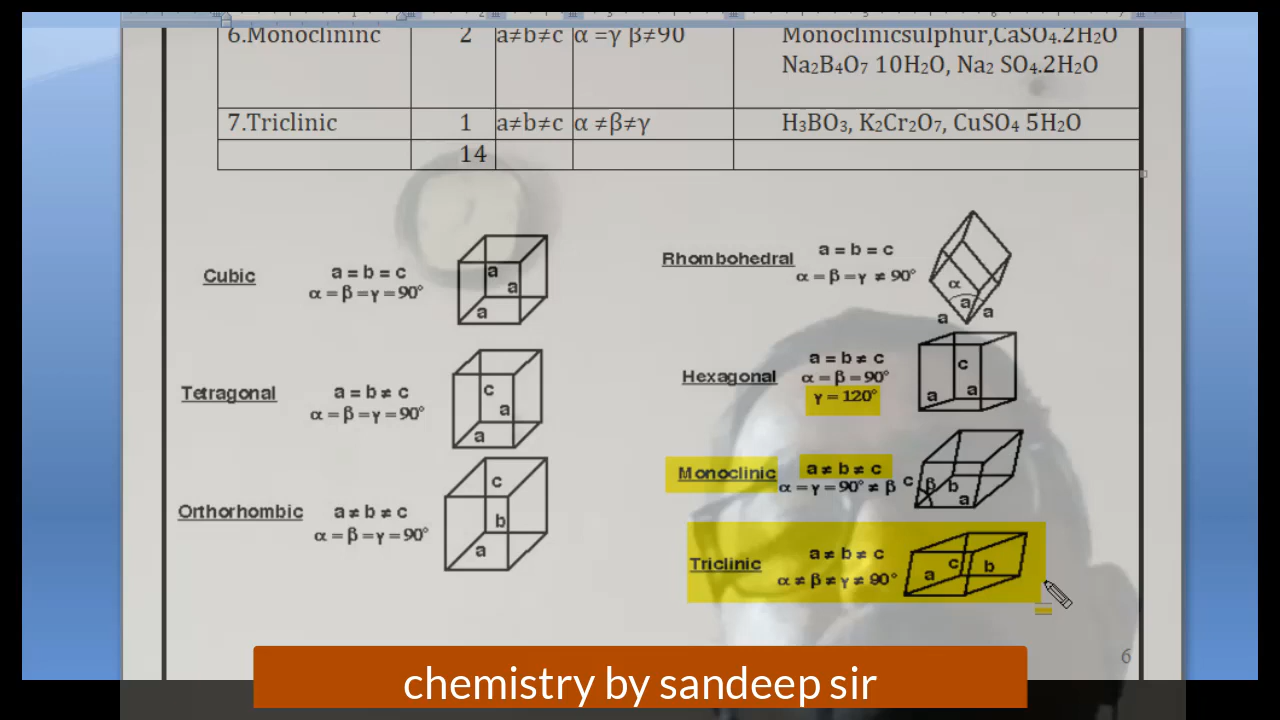 6.Monoclininc 2 a≠b≠c α =γ β≠90 Monoclinicsulphur,CaSO₄.2H₂O
Na₂B₄O₇ 10H₂O, Na₂ SO₄.2H₂O
7.Triclinic 1 a≠b≠c α ≠β≠γ H₃BO₃, K₂Cr₂O₇, CuSO₄ 5H₂O
14
Cubic
a = b = c
α = β = γ = 90°
a
a
a
Tetragonal
a = b ≠ c
α = β = γ = 90°
c
a
a
Orthorhombic
a ≠ b ≠ c
α = β = γ = 90°
c
b
a
Rhombohedral
a = b = c
α = β = γ ≠ 90°
α
a
a
a
Hexagonal
a = b ≠ c
α = β = 90°
γ = 120°
c
a
a
Monoclinic
a ≠ b ≠ c
α = γ = 90° ≠ β
c
β
b
a
Triclinic
a ≠ b ≠ c
α ≠ β ≠ γ ≠ 90°
a
c
b
6
chemistry by sandeep sir